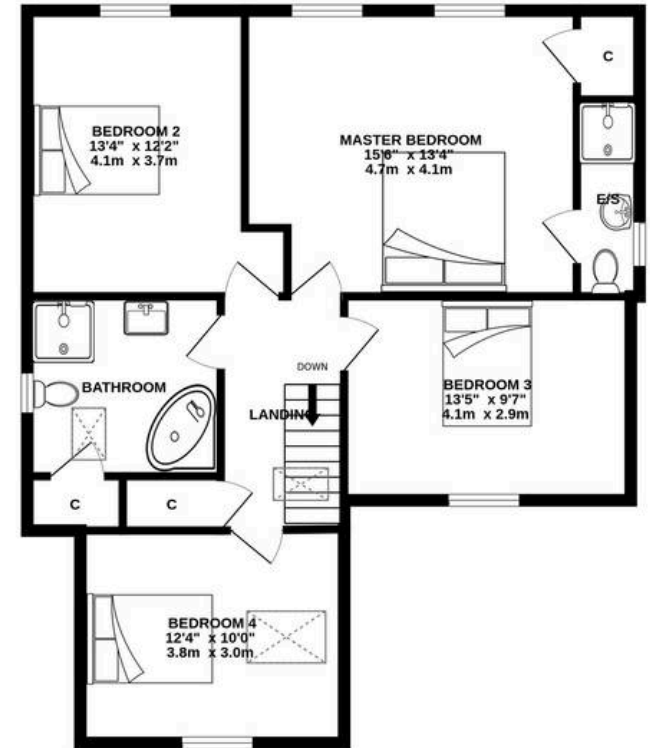 C
BEDROOM 2
13'4" x 12'2"
4.1m x 3.7m
MASTER BEDROOM
15'6" x 13'4"
4.7m x 4.1m
E/S
DOWN
BATHROOM
BEDROOM 3
13'5" x 9'7"
4.1m x 2.9m
LANDING
C
C
BEDROOM 4
12'4" x 10'0"
3.8m x 3.0m